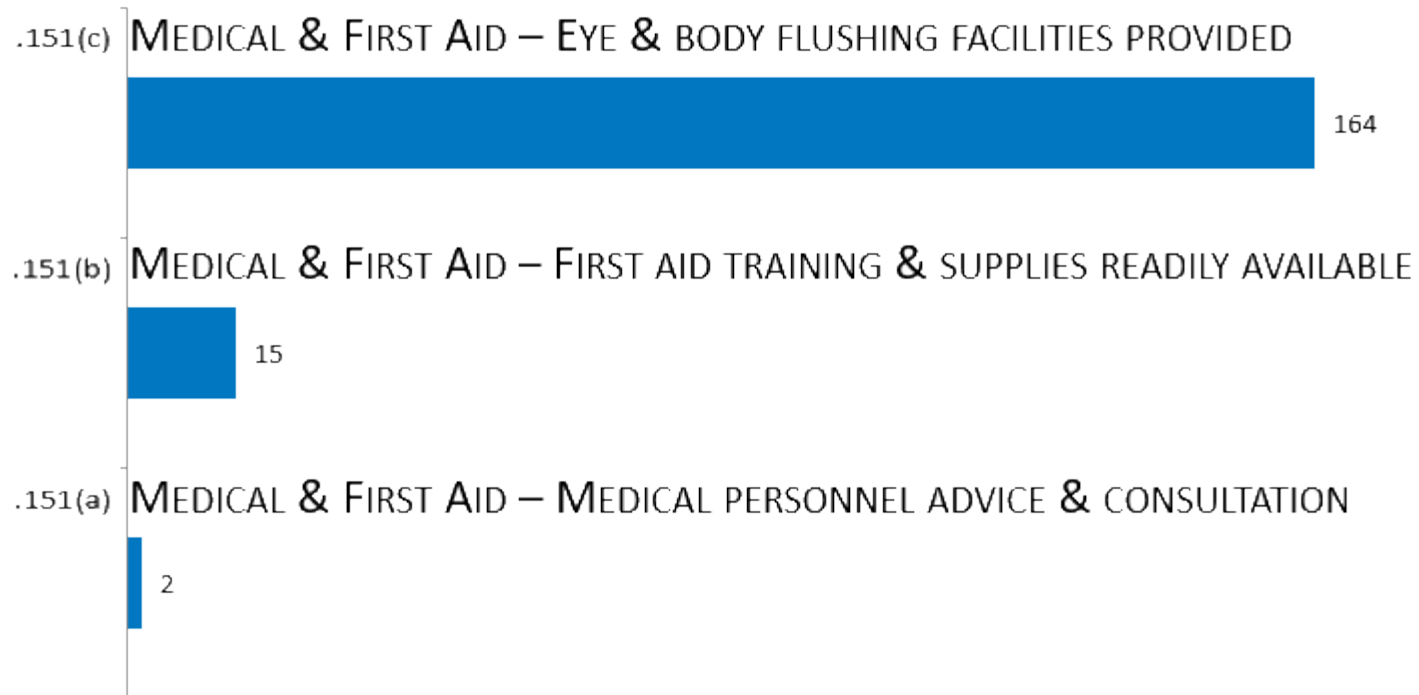 .151(c) Medical & First Aid – Eye & body flushing facilities provided
164
.151(b) Medical & First Aid – First aid training & supplies readily available
15
.151(a) Medical & First Aid – Medical personnel advice & consultation
2